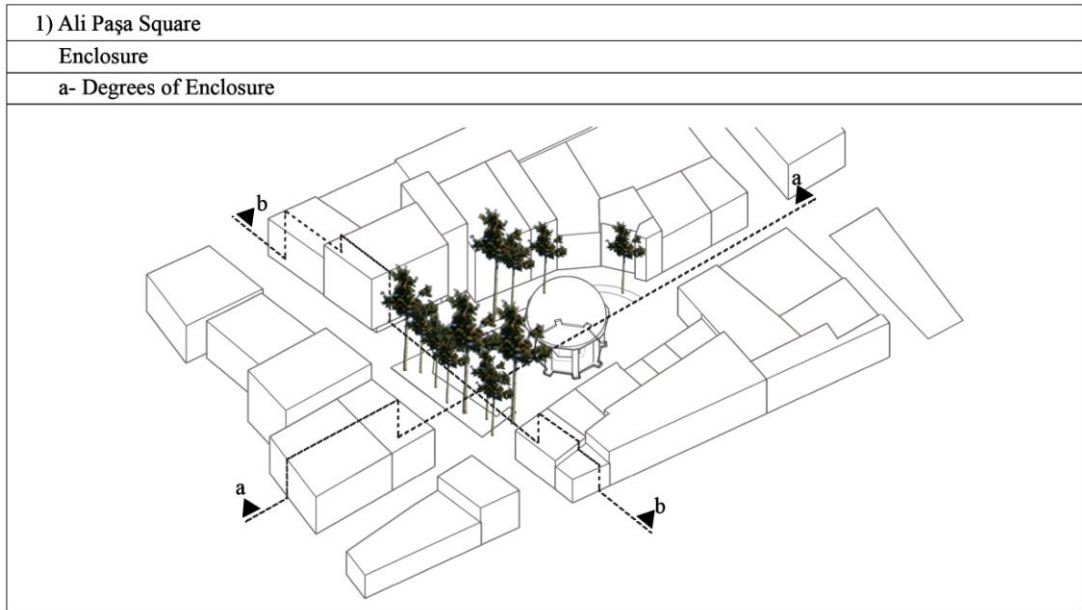 1) Ali Paşa Square
Enclosure
a- Degrees of Enclosure
b
a
a
b